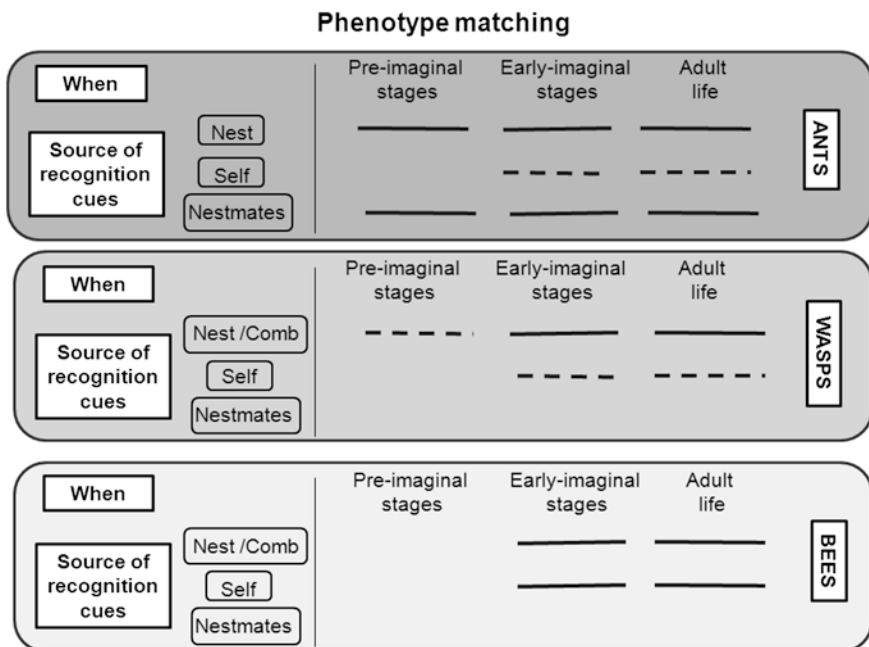 Phenotype matching
When
Pre-imaginal
stages
Early-imaginal
stages
Adult
life
Source of
recognition
cues
Nest
Self
Nestmates
ANTS
When
Pre-imaginal
stages
Early-imaginal
stages
Adult
life
Source of
recognition
cues
Nest /Comb
Self
Nestmates
WASPS
When
Pre-imaginal
stages
Early-imaginal
stages
Adult
life
Source of
recognition
cues
Nest /Comb
Self
Nestmates
BEES